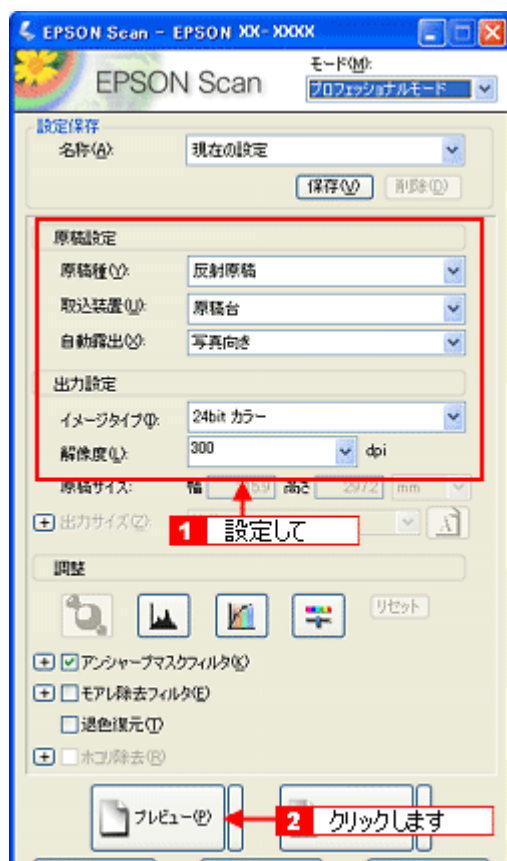 EPSON Scan - EPSON XX-XXXX
EPSON Scan
モード(M):
プロフェッショナルモード
設定保存
名称(A):
現在の設定
保存(V)
削除(D)
原稿設定
原稿種(Y):
反射原稿
取込装置(U):
原稿台
自動露出(X):
写真向き
出力設定
イメージタイプ(I):
24bit カラー
解像度(L):
300
dpi
原稿サイズ:
幅
高さ
297.2
mm
出力サイズ(Z):
1 設定して
調整
リセット
アンシャープマスクフィルタ(K)
モアレ除去フィルタ(E)
退色復元(T)
ホコリ除去(R)
プレビュー(P)
2 クリックします